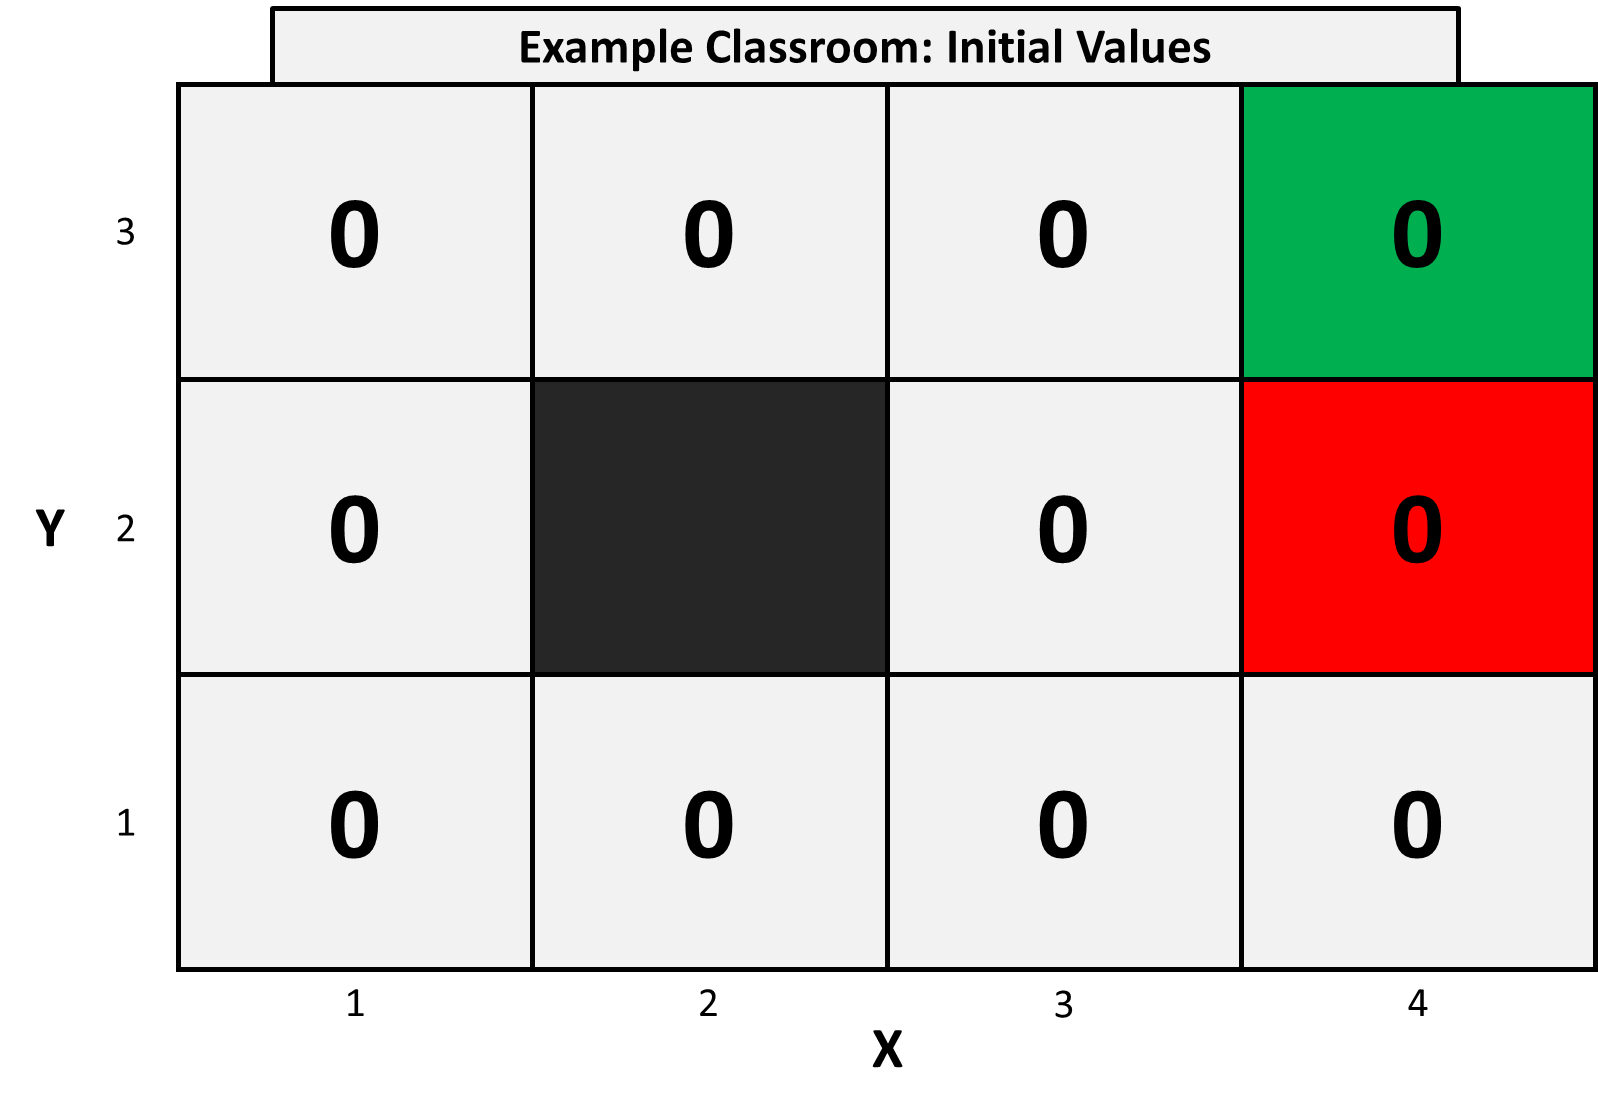 Example Classroom: Initial Values
3 0 0 0 0
Y 2 0 0 0
1 0 0 0 0
1 2 3 4
X